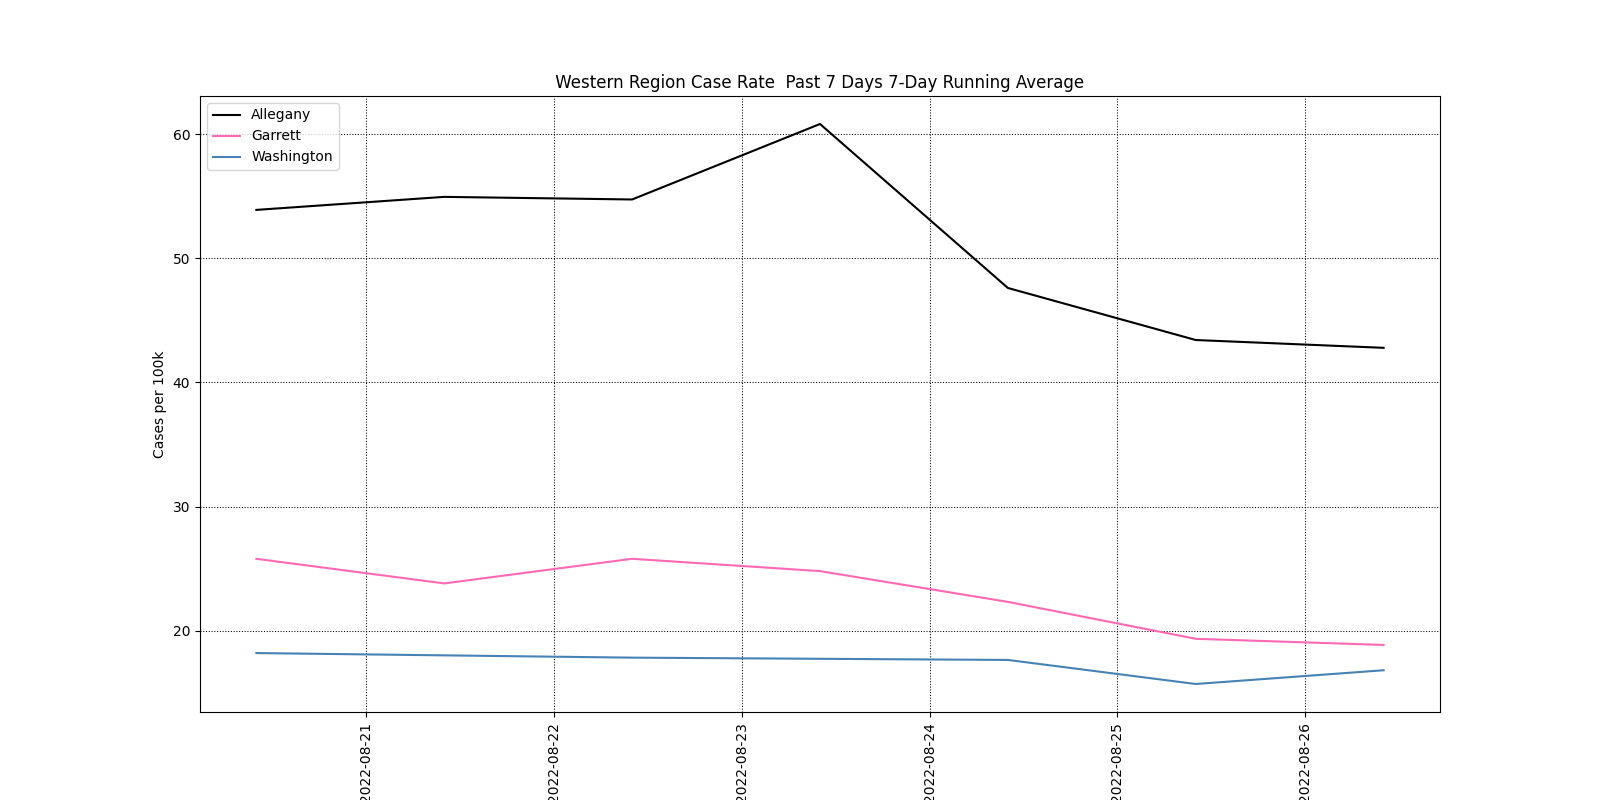 Western Region Case Rate  Past 7 Days 7-Day Running Average
Allegany
Garrett
Washington
60
50
40
30
20
Cases per 100k
2022-08-21
2022-08-22
2022-08-23
2022-08-24
2022-08-25
2022-08-26